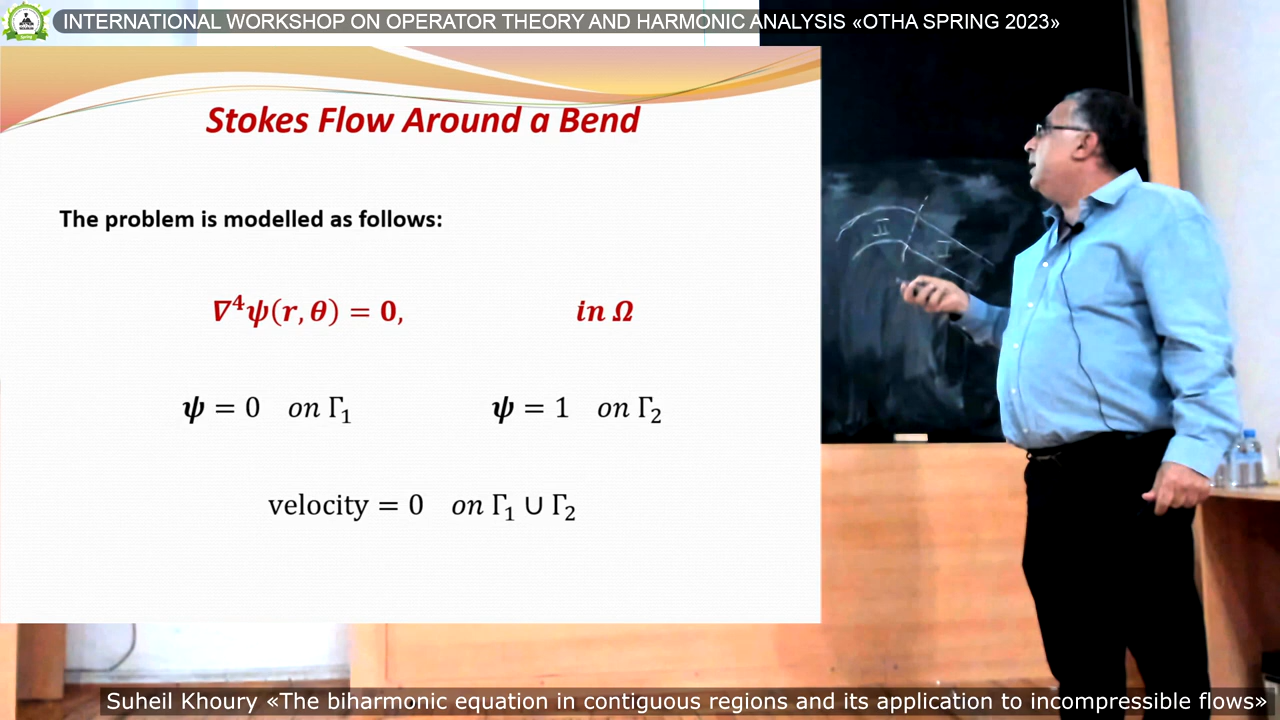 INTERNATIONAL WORKSHOP ON OPERATOR THEORY AND HARMONIC ANALYSIS «OTHA SPRING 2023»
Stokes Flow Around a Bend
The problem is modelled as follows:
∇⁴ψ(r, θ) = 0, in Ω
ψ = 0 on Γ₁ ψ = 1 on Γ₂
velocity = 0 on Γ₁ ∪ Γ₂
II
I
Suheil Khoury «The biharmonic equation in contiguous regions and its application to incompressible flows»